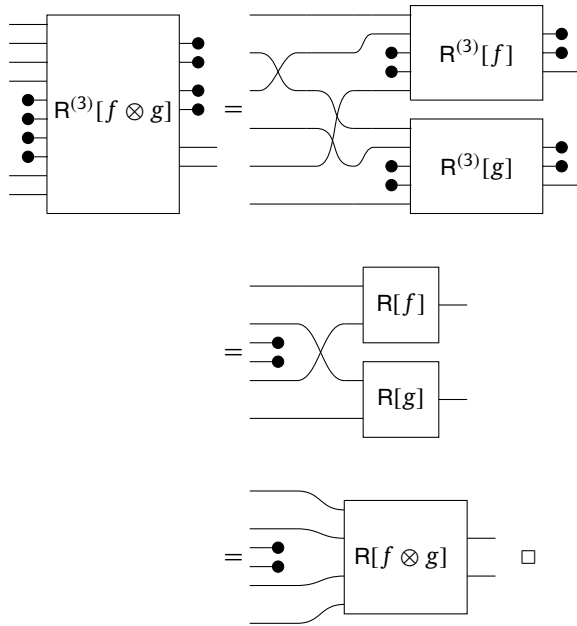 R⁽³⁾[f ⊗ g]
=
R⁽³⁾[f]
R⁽³⁾[g]
=
R[f]
R[g]
=
R[f ⊗ g]
□